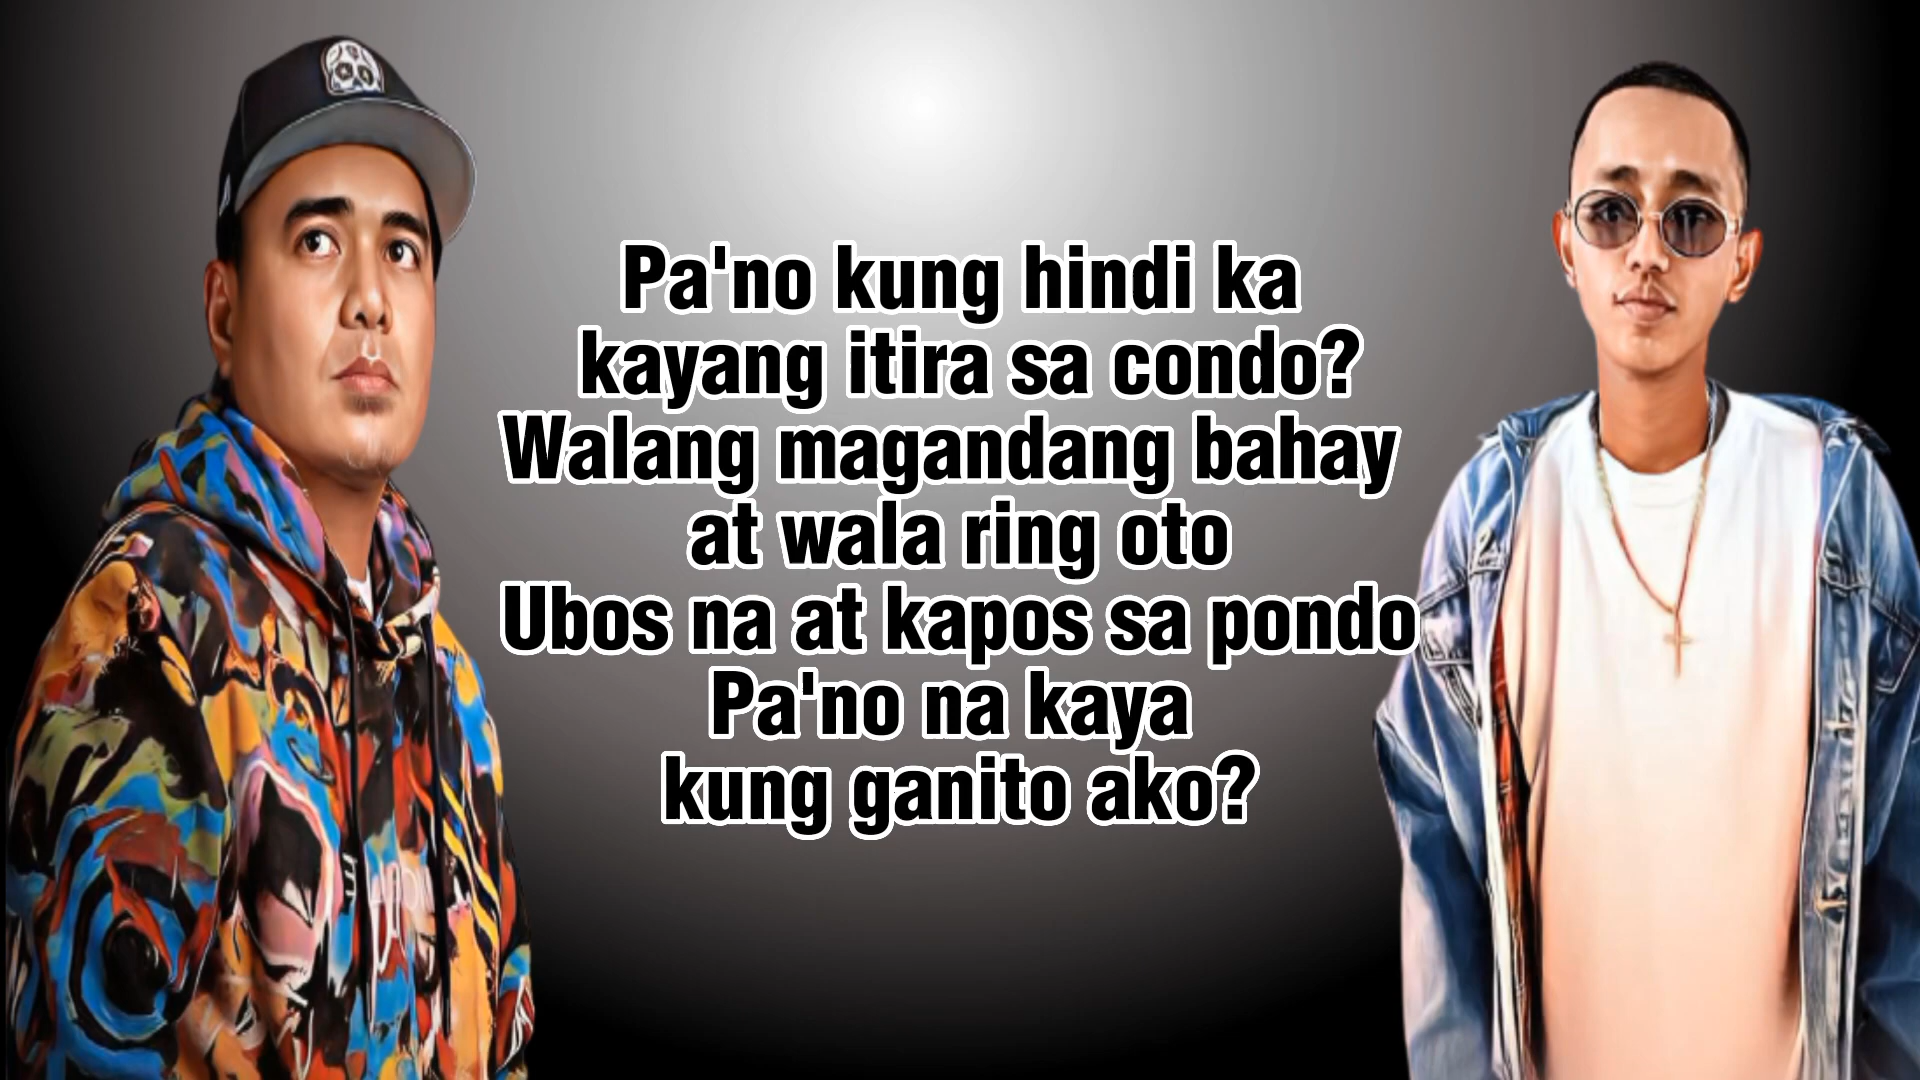 Pa'no kung hindi ka
kayang itira sa condo?
Walang magandang bahay
at wala ring oto
Ubos na at kapos sa pondo
Pa'no na kaya
kung ganito ako?